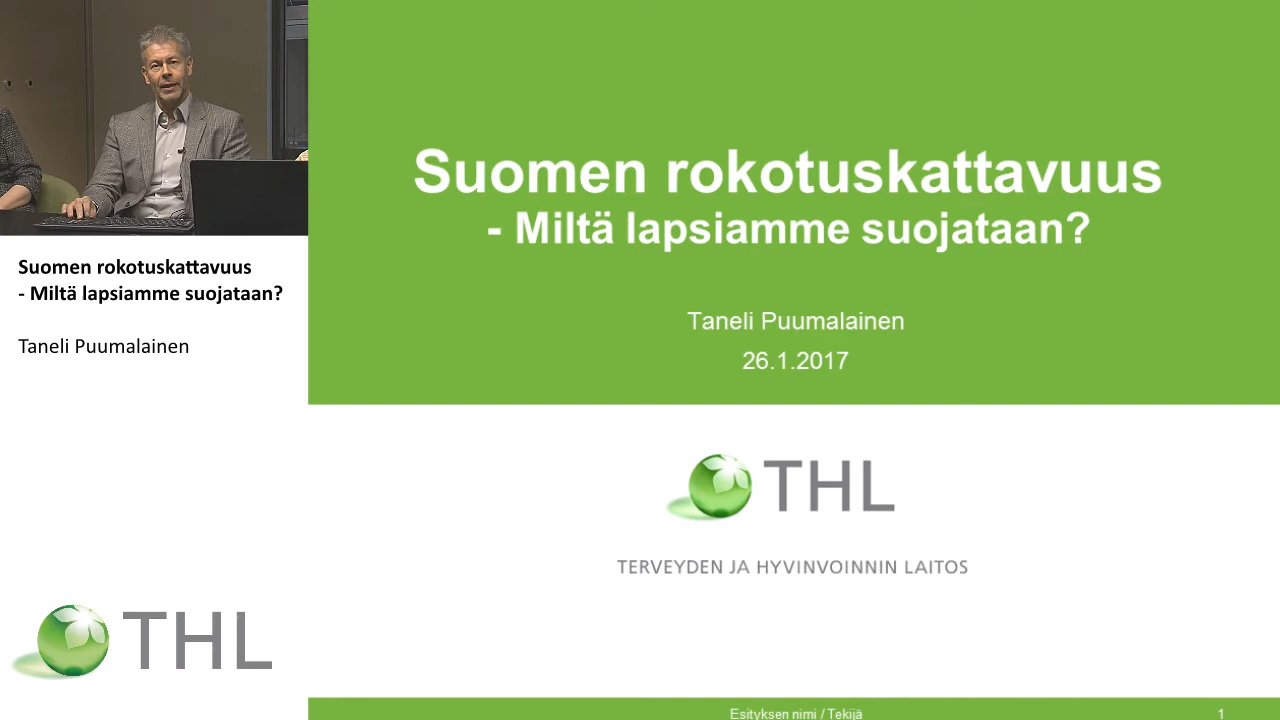 Suomen rokotuskattavuus
- Miltä lapsiamme suojataan?
Taneli Puumalainen
THL
Suomen rokotuskattavuus
- Miltä lapsiamme suojataan?
Taneli Puumalainen
26.1.2017
THL
TERVEYDEN JA HYVINVOINNIN LAITOS
Esityksen nimi / Tekijä
1